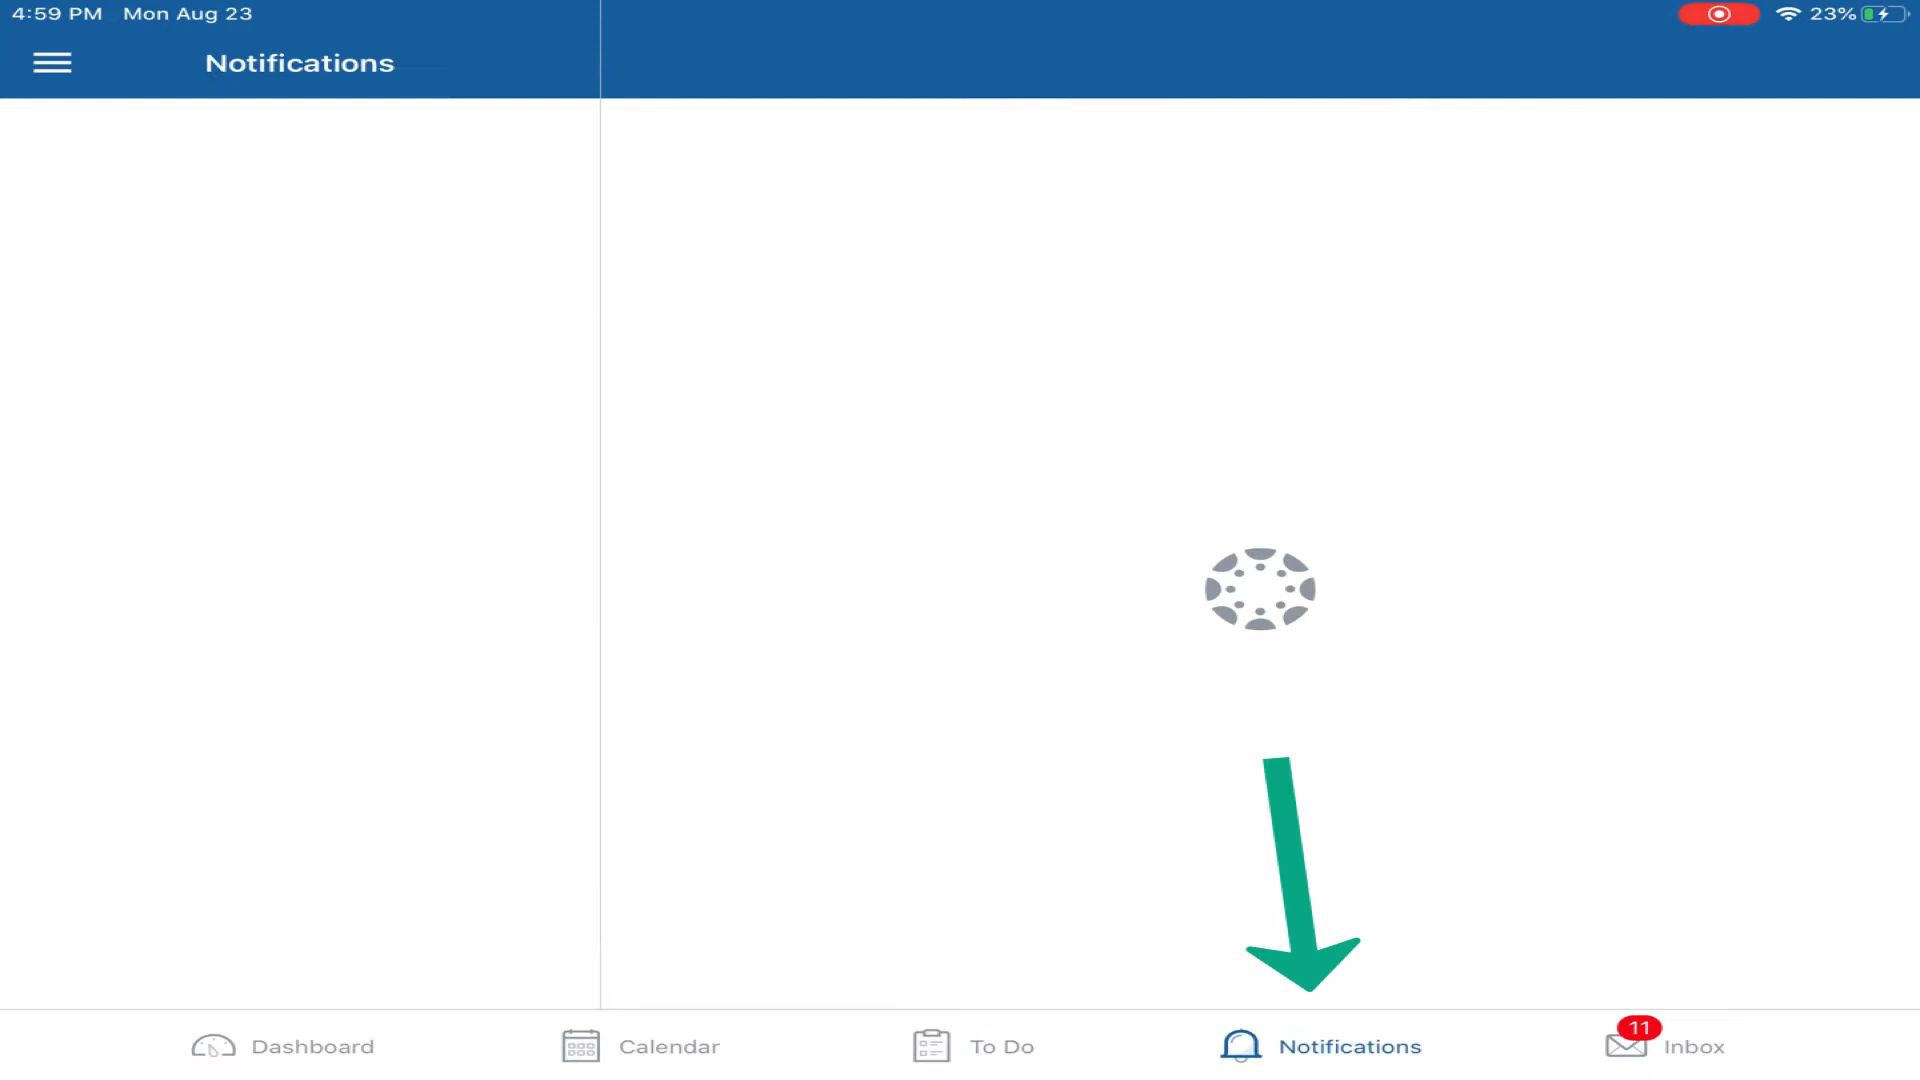 4:59 PM Mon Aug 23
23%
Notifications
Dashboard
Calendar
To Do
Notifications
11
Inbox